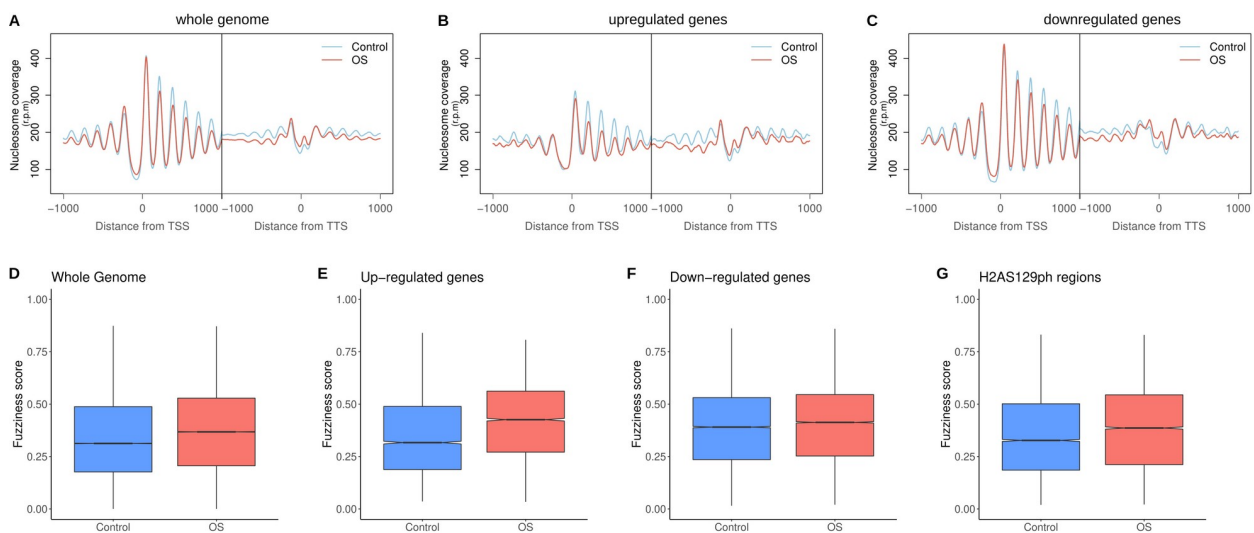 A
whole genome
Nucleosome coverage
(r.p.m)
400
300
200
100
Control
OS
−1000
0
1000
−1000
0
1000
Distance from TSS
Distance from TTS
B
upregulated genes
Nucleosome coverage
(r.p.m)
400
300
200
100
Control
OS
−1000
0
1000
−1000
0
1000
Distance from TSS
Distance from TTS
C
downregulated genes
Nucleosome coverage
(r.p.m)
400
300
200
100
Control
OS
−1000
0
1000
−1000
0
1000
Distance from TSS
Distance from TTS
D
Whole Genome
Fuzziness score
1.00
0.75
0.50
0.25
0.00
Control
OS
E
Up−regulated genes
Fuzziness score
1.00
0.75
0.50
0.25
0.00
Control
OS
F
Down−regulated genes
Fuzziness score
1.00
0.75
0.50
0.25
0.00
Control
OS
G
H2AS129ph regions
Fuzziness score
1.00
0.75
0.50
0.25
0.00
Control
OS